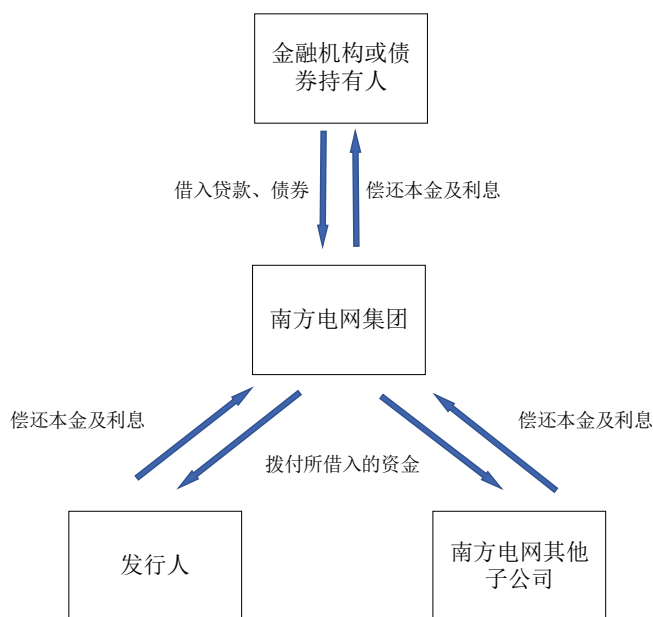 金融机构或债
券持有人
借入贷款、债券
偿还本金及利息
南方电网集团
偿还本金及利息
偿还本金及利息
拨付所借入的资金
发行人
南方电网其他
子公司